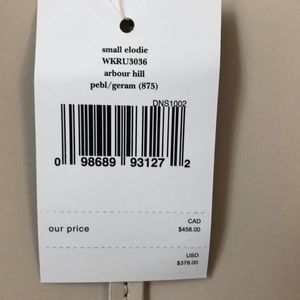 small elodie
WKRU3036
arbour hill
pebl/geram (875)
DNS1002
0 98689 93127 2
our price
CAD
$458.00
USD
$378.00